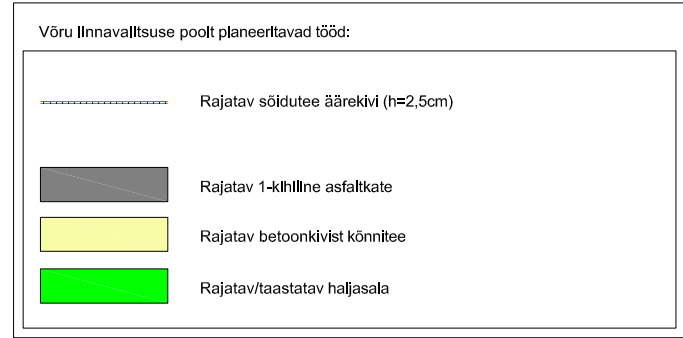 Võru linnavalitsuse poolt planeeritavad tööd:
Rajatav sõidutee äärekivi (h=2,5cm)
Rajatav 1-kihiline asfaltkate
Rajatav betoonkivist kõnnitee
Rajatav/taastatav haljasala